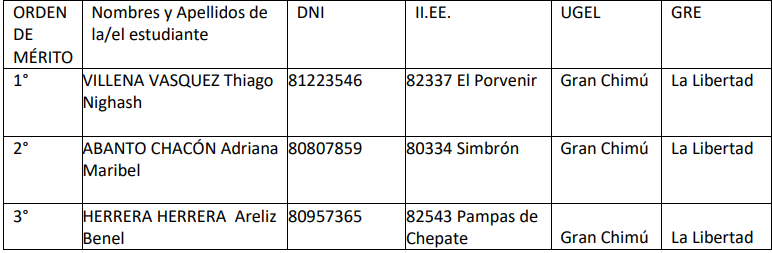 ORDEN DE MÉRITO Nombres y Apellidos de la/el estudiante DNI II.EE. UGEL GRE
1° VILLENA VASQUEZ Thiago Nighash 81223546 82337 El Porvenir Gran Chimú La Libertad
2° ABANTO CHACÓN Adriana Maribel 80807859 80334 Simbrón Gran Chimú La Libertad
3° HERRERA HERRERA Areliz Benel 80957365 82543 Pampas de Chepate Gran Chimú La Libertad